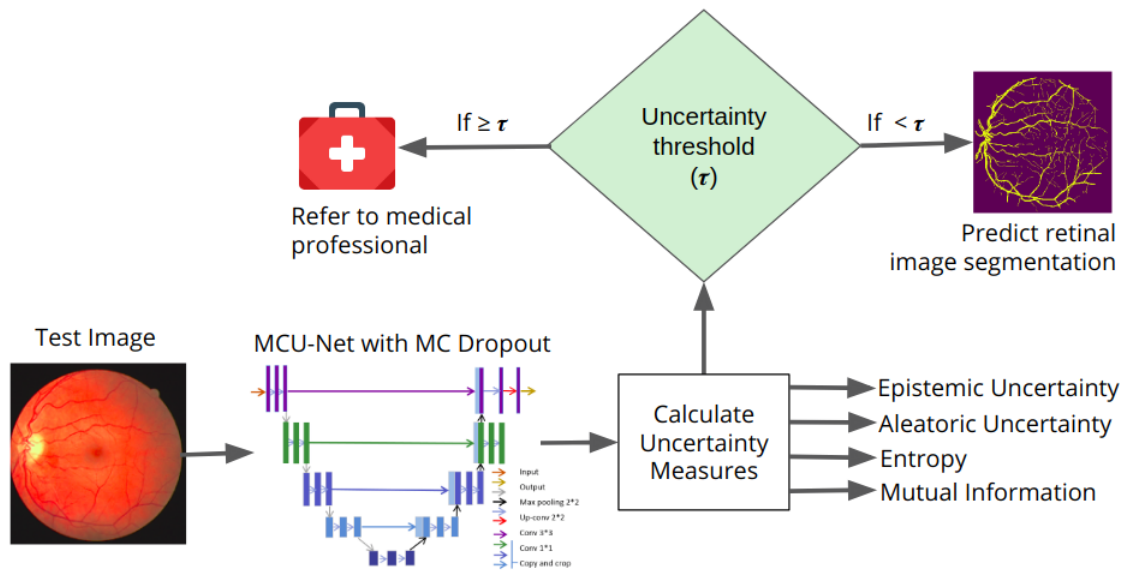 Uncertainty
threshold
(τ)
If ≥ τ
If < τ
Refer to medical
professional
Predict retinal
image segmentation
Test Image
MCU-Net with MC Dropout
Input
Output
Max pooling 2*2
Up-conv 2*2
Conv 3*3
Conv 1*1
Copy and crop
Calculate
Uncertainty
Measures
Epistemic Uncertainty
Aleatoric Uncertainty
Entropy
Mutual Information